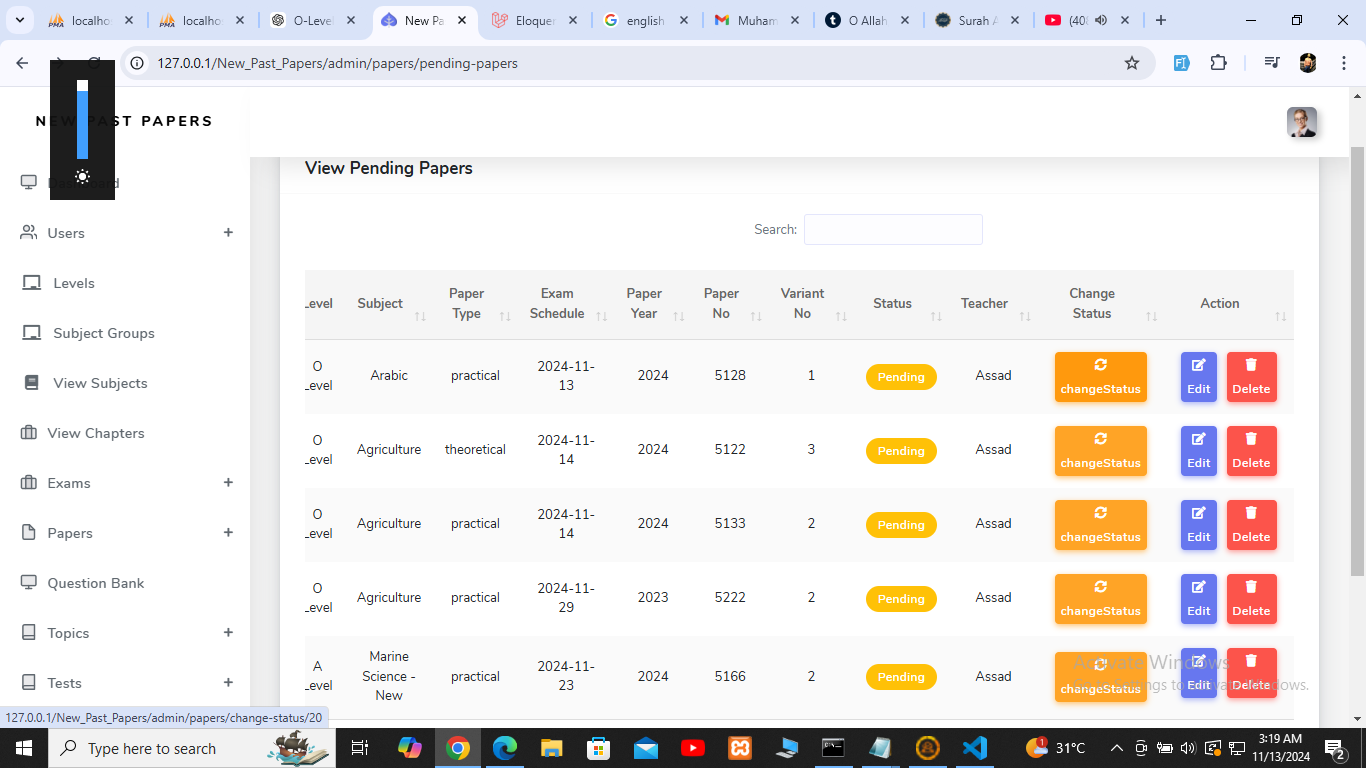 localho
localho
O-Leve
New Pa
Eloquer
english
Muham
O Allah
Surah A
(40
127.0.0.1/New_Past_Papers/admin/papers/pending-papers
NEW PAST PAPERS
Dashboard
Users +
Levels
Subject Groups
View Subjects
View Chapters
Exams +
Papers +
Question Bank
Topics +
Tests +
View Pending Papers
Search:
Level Subject Paper Type Exam Schedule Paper Year Paper No Variant No Status Teacher Change Status Action
O Level Arabic practical 2024-11-13 2024 5128 1 Pending Assad changeStatus Edit Delete
O Level Agriculture theoretical 2024-11-14 2024 5122 3 Pending Assad changeStatus Edit Delete
O Level Agriculture practical 2024-11-14 2024 5133 2 Pending Assad changeStatus Edit Delete
O Level Agriculture practical 2024-11-29 2023 5222 2 Pending Assad changeStatus Edit Delete
A Level Marine Science - New practical 2024-11-23 2024 5166 2 Pending Assad changeStatus Edit Delete
Activate Windows
Go to Settings to activate Windows.
127.0.0.1/New_Past_Papers/admin/papers/change-status/20
Type here to search
31°C
3:19 AM
11/13/2024
2